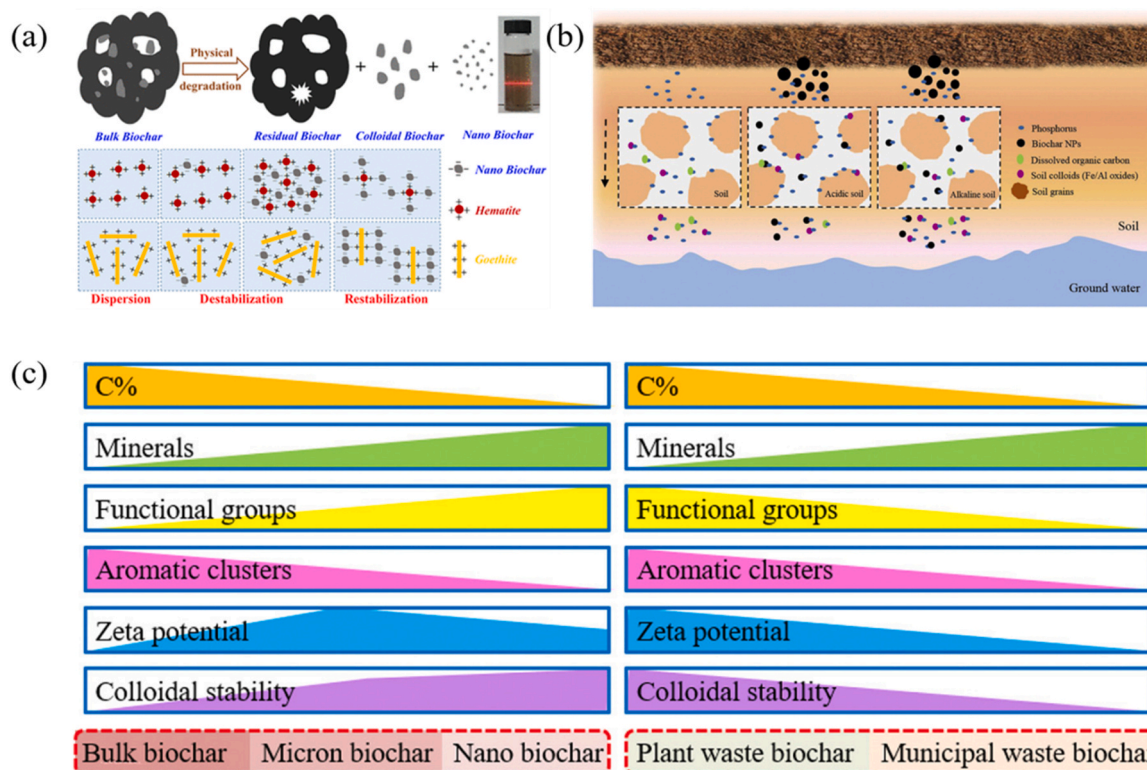 (a)
Physical
degradation
Bulk Biochar
Residual Biochar
Colloidal Biochar
Nano Biochar
Nano Biochar
Hematite
Goethite
Dispersion
Destabilization
Restabilization
(b)
Phosphorus
Biochar NPs
Dissolved organic carbon
Soil colloids (Fe/Al oxides)
Soil grains
Soil
Acidic soil
Alkaline soil
Soil
Ground water
(c)
C%
Minerals
Functional groups
Aromatic clusters
Zeta potential
Colloidal stability
Bulk biochar
Micron biochar
Nano biochar
C%
Minerals
Functional groups
Aromatic clusters
Zeta potential
Colloidal stability
Plant waste biochar
Municipal waste biochar